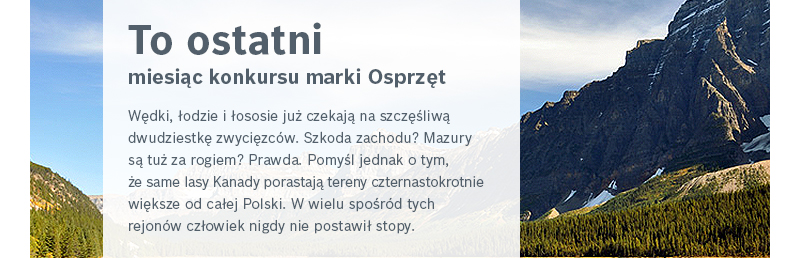 To ostatni
miesiąc konkursu marki Osprzęt
Wędki, łodzie i łososie już czekają na szczęśliwą
dwudziestkę zwycięzców. Szkoda zachodu? Mazury
są tuż za rogiem? Prawda. Pomyśl jednak o tym,
że same lasy Kanady porastają tereny czternastokrotnie
większe od całej Polski. W wielu spośród tych
rejonów człowiek nigdy nie postawił stopy.